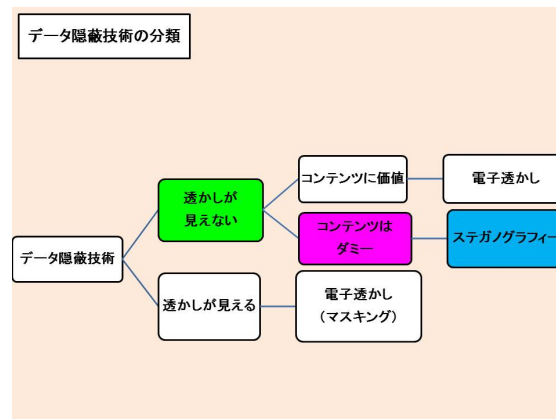 データ隠蔽技術の分類
データ隠蔽技術
透かしが
見えない
コンテンツに価値
電子透かし
コンテンツは
ダミー
ステガノグラフィー
透かしが見える
電子透かし
（マスキング）